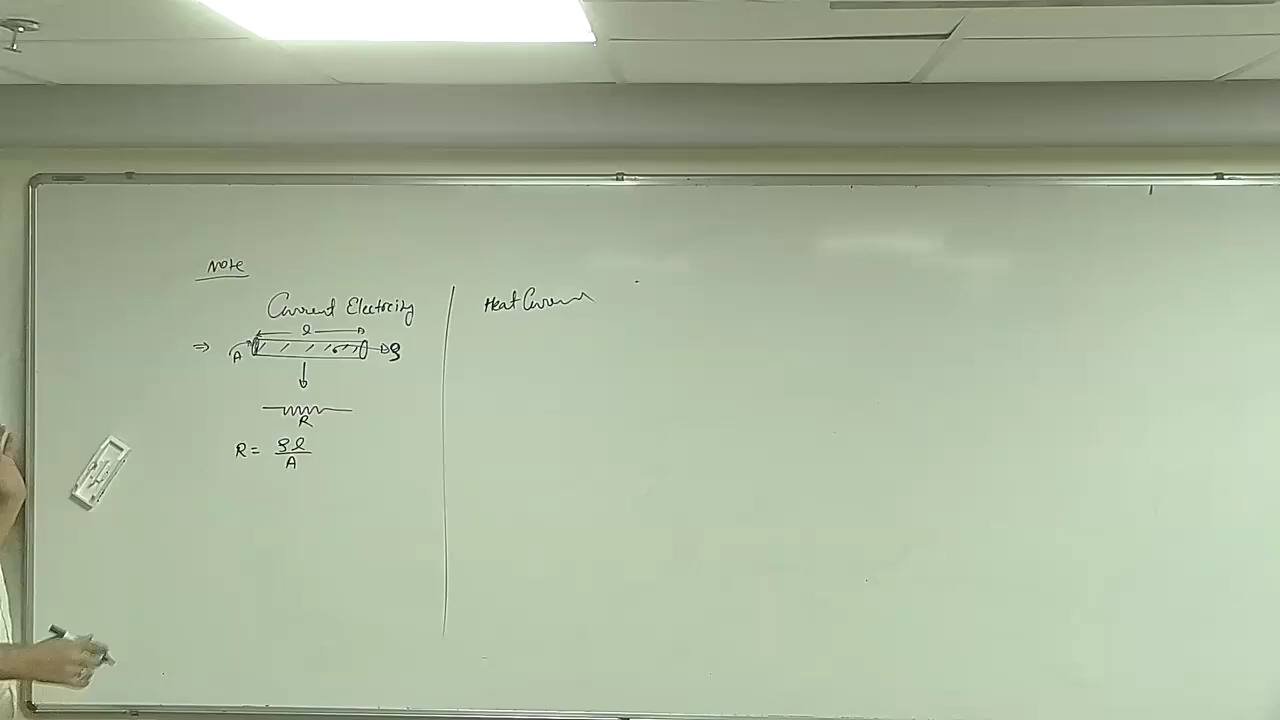 Note
Current Electricity
Heat Current
l
⇒ A ρ
R
R = ρl/A